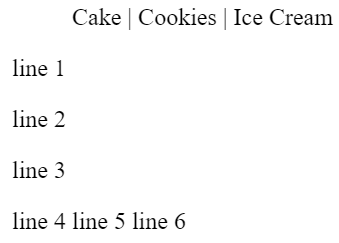 Cake | Cookies | Ice Cream
line 1
line 2
line 3
line 4 line 5 line 6